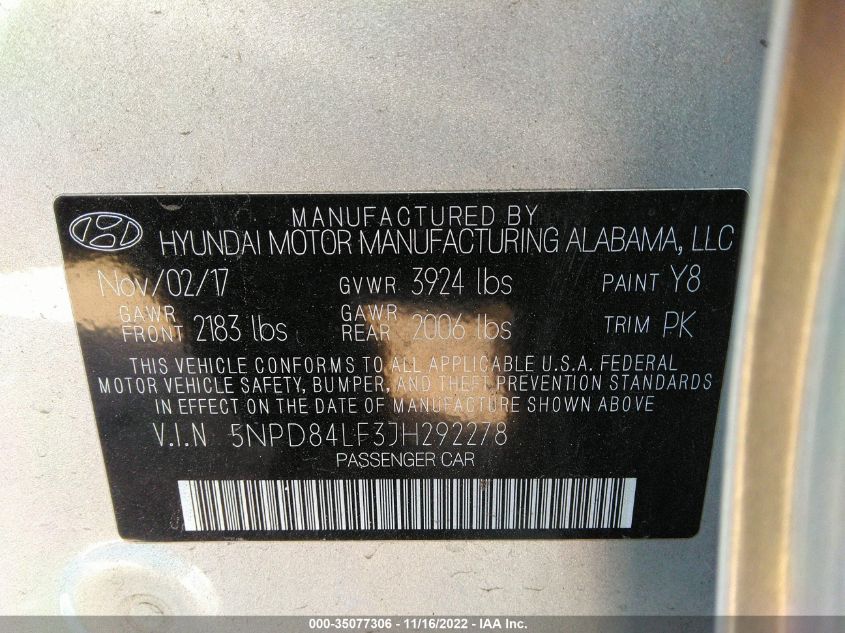 MANUFACTURED BY
HYUNDAI MOTOR MANUFACTURING ALABAMA, LLC
Nov/02/17 GVWR 3924 lbs PAINT Y8
GAWR FRONT 2183 lbs GAWR REAR 2006 lbs TRIM PK
THIS VEHICLE CONFORMS TO ALL APPLICABLE U.S.A. FEDERAL
MOTOR VEHICLE SAFETY, BUMPER, AND THEFT PREVENTION STANDARDS
IN EFFECT ON THE DATE OF MANUFACTURE SHOWN ABOVE
V.I.N 5NPD84LF3JH292278
PASSENGER CAR
000-35077306 - 11/16/2022 - IAA Inc.